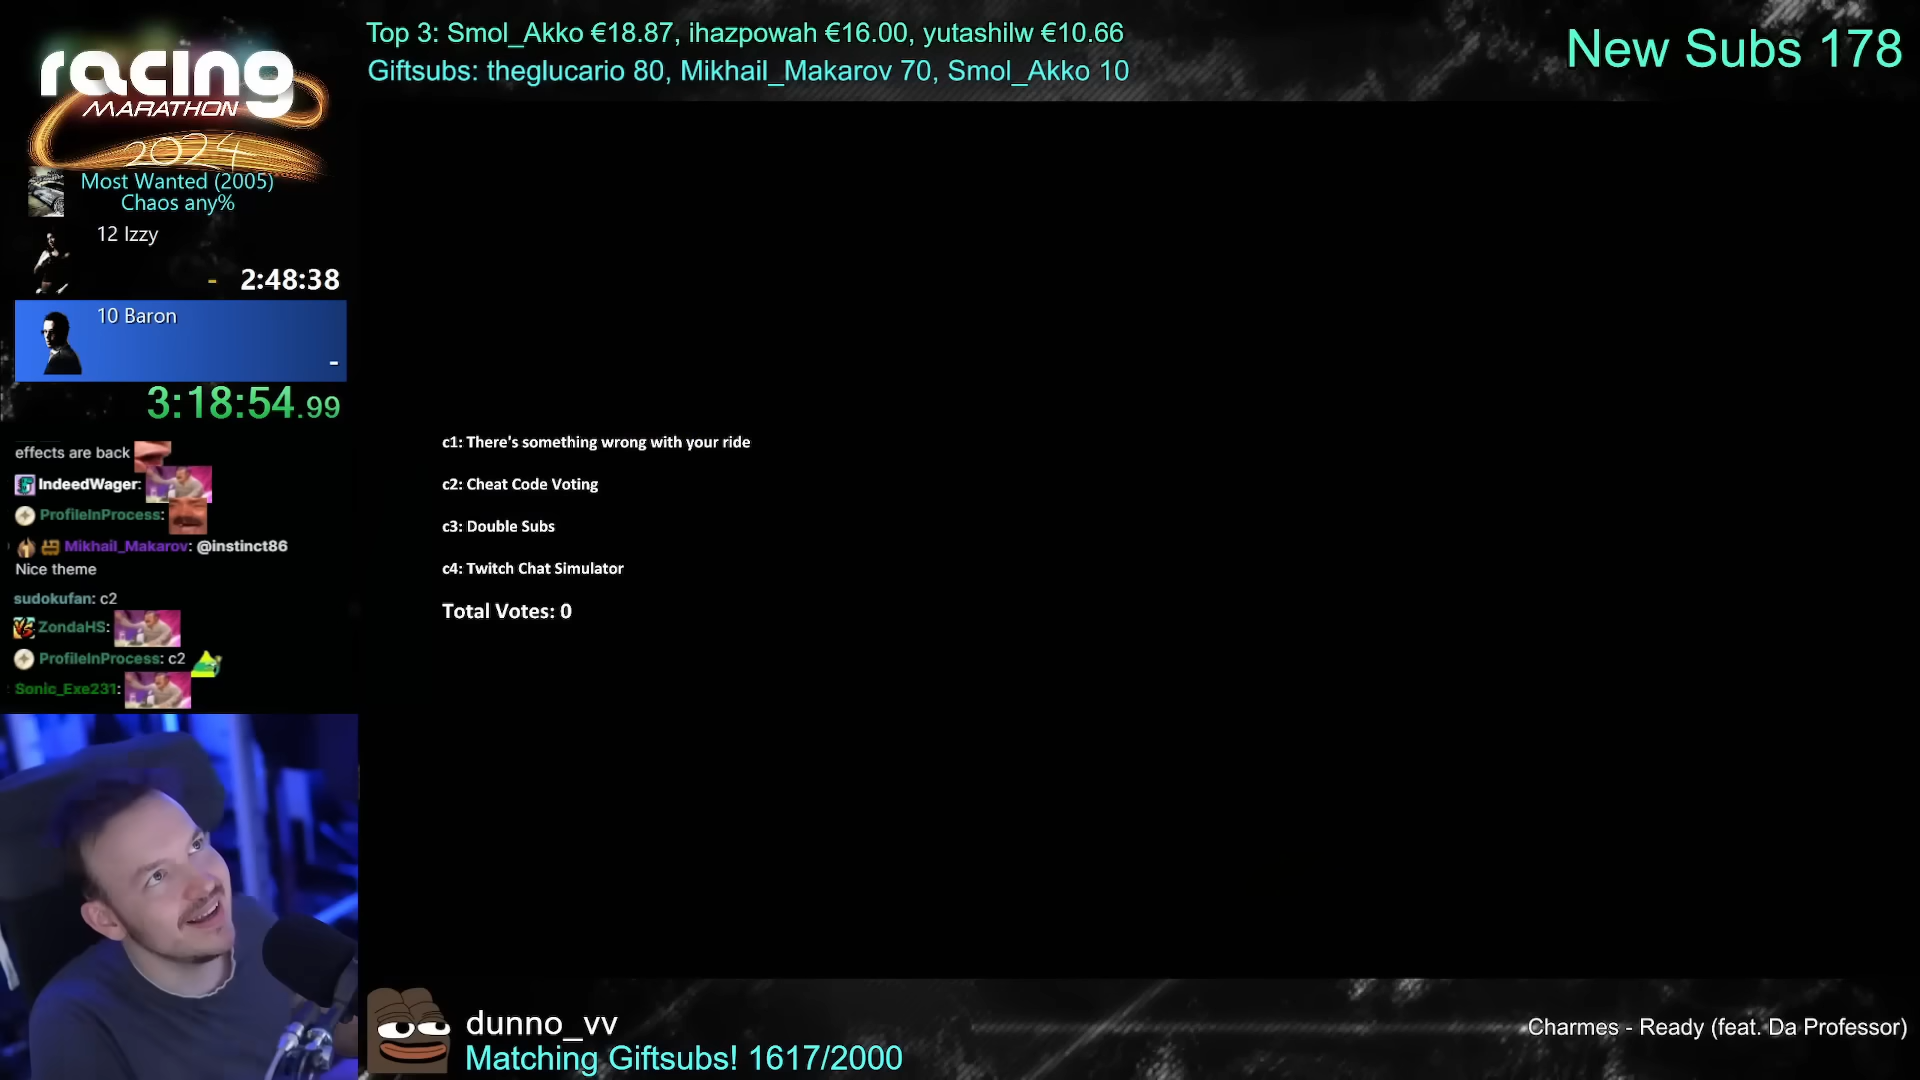 racing
MARATHON
2024
Most Wanted (2005)
Chaos any%
12 Izzy
- 2:48:38
10 Baron
-
3:18:54.99
effects are back
IndeedWager:
ProfileInProcess:
Mikhail_Makarov: @instinct86
Nice theme
sudokufan: c2
ZondaHS:
ProfileInProcess: c2
Sonic_Exe231:
Top 3: Smol_Akko €18.87, ihazpowah €16.00, yutashilw €10.66
Giftsubs: theglucario 80, Mikhail_Makarov 70, Smol_Akko 10
New Subs 178
c1: There's something wrong with your ride
c2: Cheat Code Voting
c3: Double Subs
c4: Twitch Chat Simulator
Total Votes: 0
dunno_vv
Matching Giftsubs! 1617/2000
Charmes - Ready (feat. Da Professor)